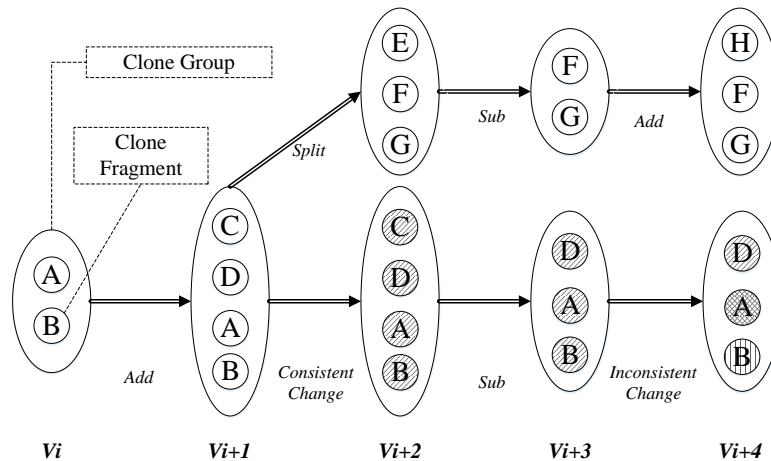 Clone Group
Clone
Fragment
E
F
G
Split
Sub
F
G
Add
H
F
G
A
B
Add
C
D
A
B
Consistent
Change
C
D
A
B
Sub
D
A
B
Inconsistent
Change
D
A
B
Vi
Vi+1
Vi+2
Vi+3
Vi+4